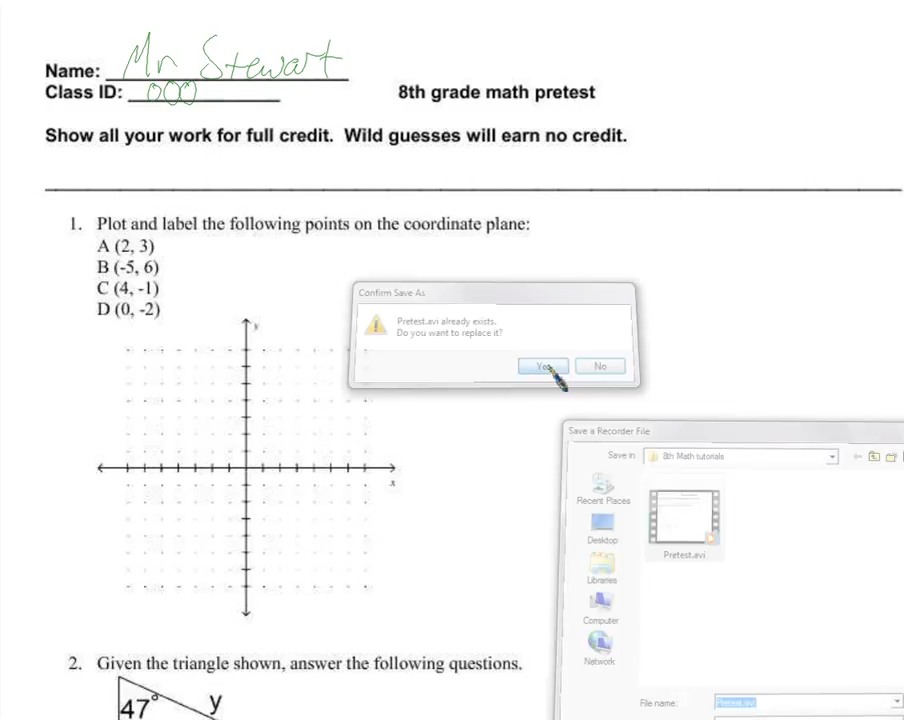 Name: Mr Stewart
Class ID: 000
8th grade math pretest
Show all your work for full credit. Wild guesses will earn no credit.
1. Plot and label the following points on the coordinate plane:
A (2, 3)
B (-5, 6)
C (4, -1)
D (0, -2)
y
x
Confirm Save As
Pretest.avi already exists.
Do you want to replace it?
Yes
No
Save a Recorder File
Save in
8th Math tutorials
Recent Places
Desktop
Libraries
Computer
Network
Pretest.avi
File name:
Pretest.avi
2. Given the triangle shown, answer the following questions.
47°
y